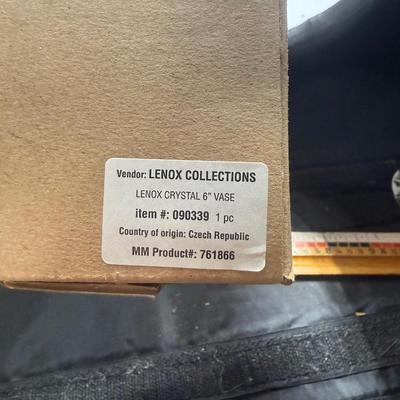 Vendor: LENOX COLLECTIONS
LENOX CRYSTAL 6" VASE
item #: 090339 1 pc
Country of origin: Czech Republic
MM Product#: 761866